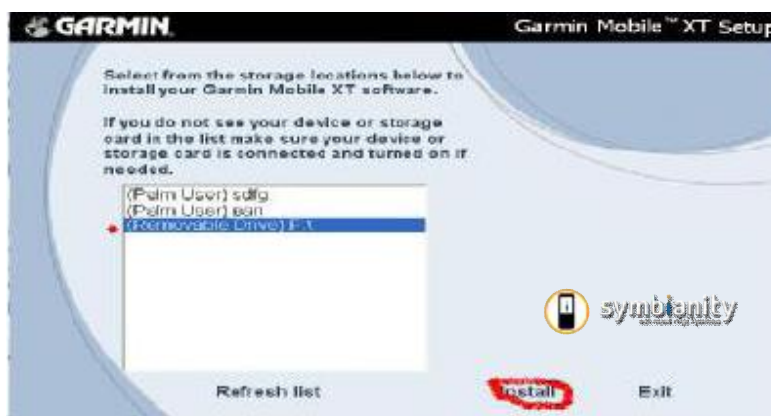 GARMIN.
Garmin Mobile™ XT Setup
Select from the storage locations below to
install your Garmin Mobile XT software.
If you do not see your device or storage
card in the list make sure your device or
storage card is connected and turned on if
needed.
(Palm User) sdfg
(Palm User)
(Removable Drive) F:\
symbianity
Refresh list
Install
Exit